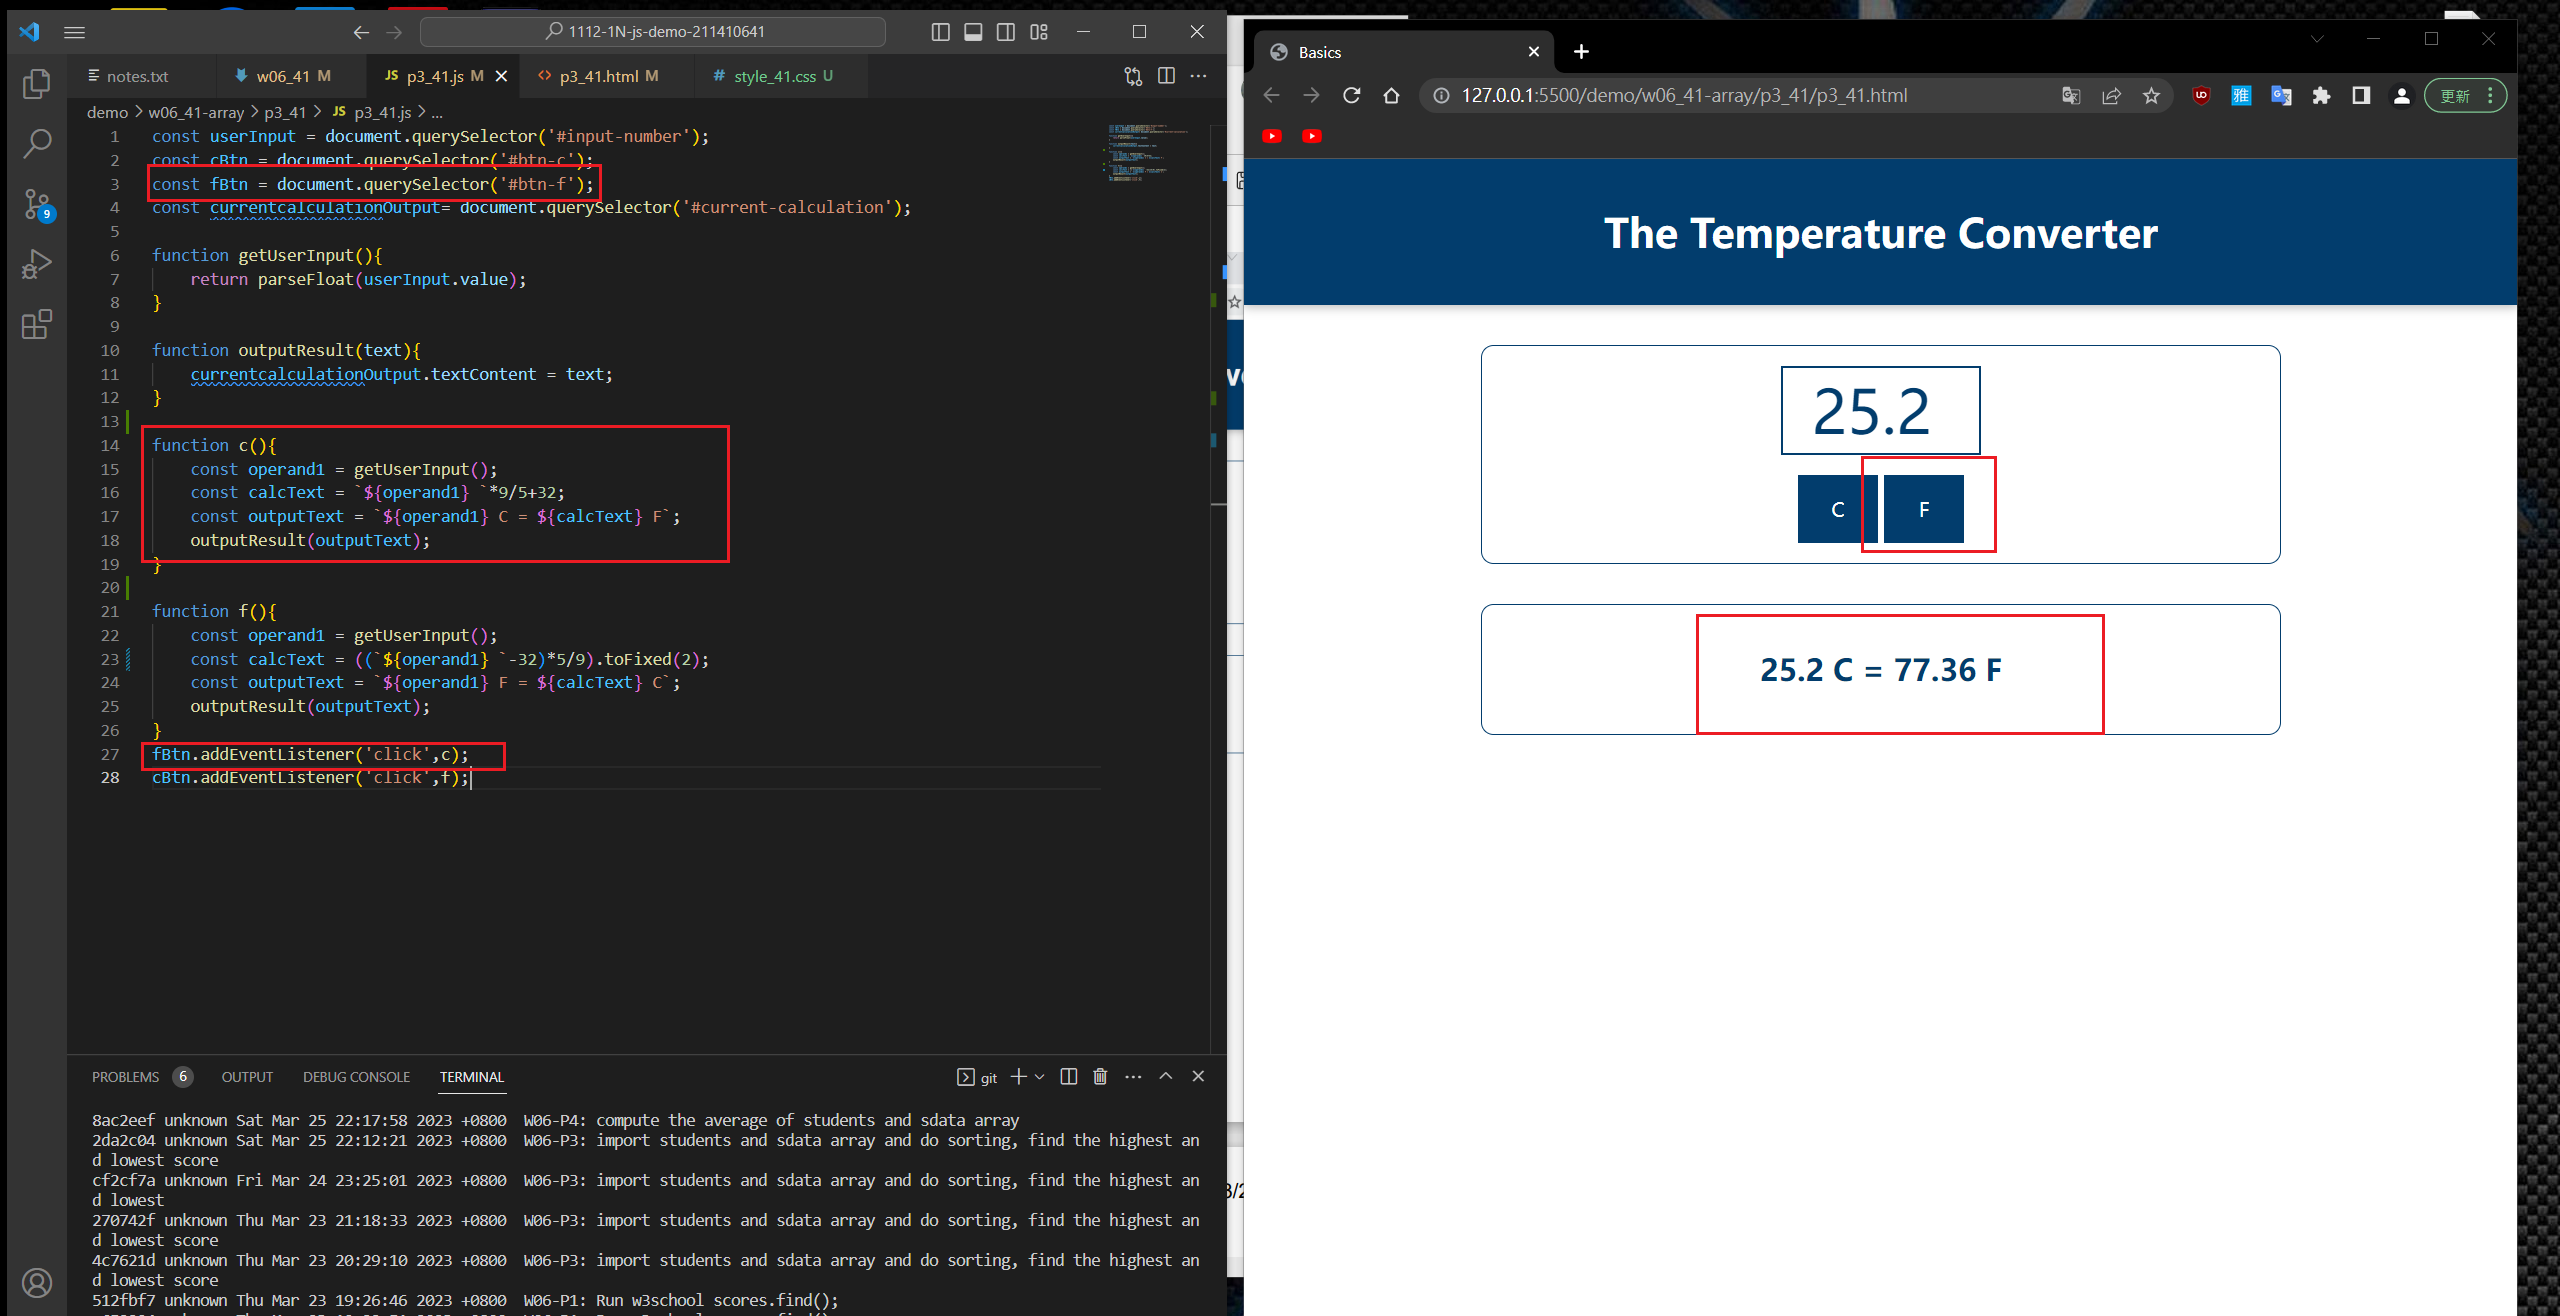 1112-1N-js-demo-211410641
notes.txt
w06_41 M
JS p3_41.js M
<> p3_41.html M
# style_41.css U
demo > w06_41-array > p3_41 > JS p3_41.js > ...
1 const userInput = document.querySelector('#input-number');
2 const cBtn = document.querySelector('#btn-c');
3 const fBtn = document.querySelector('#btn-f');
4 const currentcalculationOutput= document.querySelector('#current-calculation');
5
6 function getUserInput(){
7 return parseFloat(userInput.value);
8 }
9
10 function outputResult(text){
11 currentcalculationOutput.textContent = text;
12 }
13
14 function c(){
15 const operand1 = getUserInput();
16 const calcText = `${operand1} `*9/5+32;
17 const outputText = `${operand1} C = ${calcText} F`;
18 outputResult(outputText);
19 }
20
21 function f(){
22 const operand1 = getUserInput();
23 const calcText = ((`${operand1} `-32)*5/9).toFixed(2);
24 const outputText = `${operand1} F = ${calcText} C`;
25 outputResult(outputText);
26 }
27 fBtn.addEventListener('click',c);
28 cBtn.addEventListener('click',f);
9
PROBLEMS 6 OUTPUT DEBUG CONSOLE TERMINAL
git
8ac2eef unknown Sat Mar 25 22:17:58 2023 +0800 W06-P4: compute the average of students and sdata array
2da2c04 unknown Sat Mar 25 22:12:21 2023 +0800 W06-P3: import students and sdata array and do sorting, find the highest an
d lowest score
cf2cf7a unknown Fri Mar 24 23:25:01 2023 +0800 W06-P3: import students and sdata array and do sorting, find the highest an
d lowest
270742f unknown Thu Mar 23 21:18:33 2023 +0800 W06-P3: import students and sdata array and do sorting, find the highest an
d lowest score
4c7621d unknown Thu Mar 23 20:29:10 2023 +0800 W06-P3: import students and sdata array and do sorting, find the highest an
d lowest score
512fbf7 unknown Thu Mar 23 19:26:46 2023 +0800 W06-P1: Run w3school scores.find();
Basics
127.0.0.1:5500/demo/w06_41-array/p3_41/p3_41.html
雅
更新
The Temperature Converter
25.2
C F
25.2 C = 77.36 F